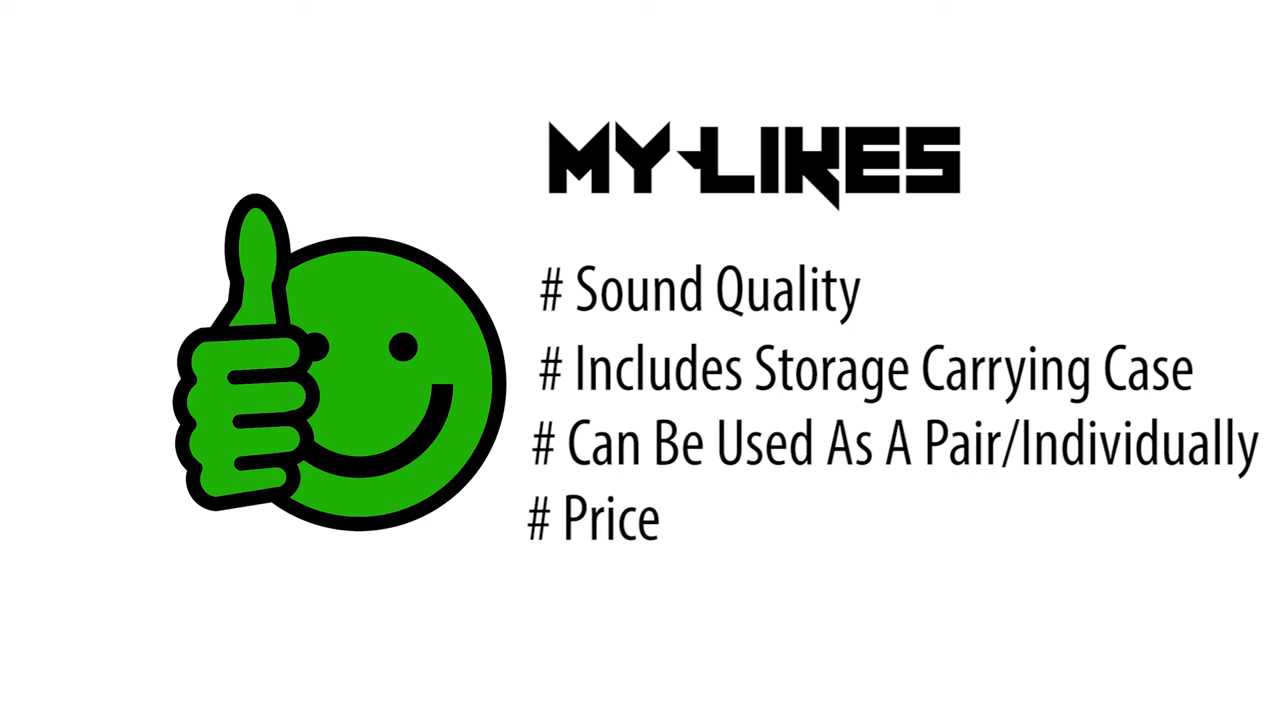 MY LIKES
# Sound Quality
# Includes Storage Carrying Case
# Can Be Used As A Pair/Individually
# Price